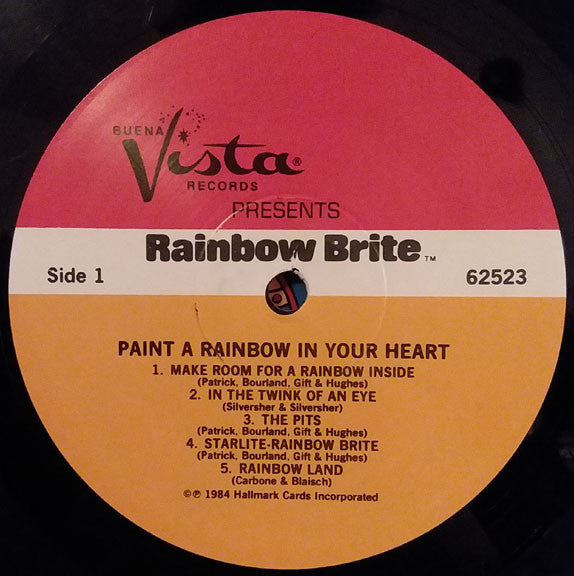 BUENA
Vista®
RECORDS
PRESENTS
Rainbow Brite™
Side 1
62523
PAINT A RAINBOW IN YOUR HEART
1. MAKE ROOM FOR A RAINBOW INSIDE
(Patrick, Bourland, Gift & Hughes)
2. IN THE TWINK OF AN EYE
(Silversher & Silversher)
3. THE PITS
(Patrick, Bourland, Gift & Hughes)
4. STARLITE-RAINBOW BRITE
(Patrick, Bourland, Gift & Hughes)
5. RAINBOW LAND
(Carbone & Blaisch)
©℗ 1984 Hallmark Cards Incorporated